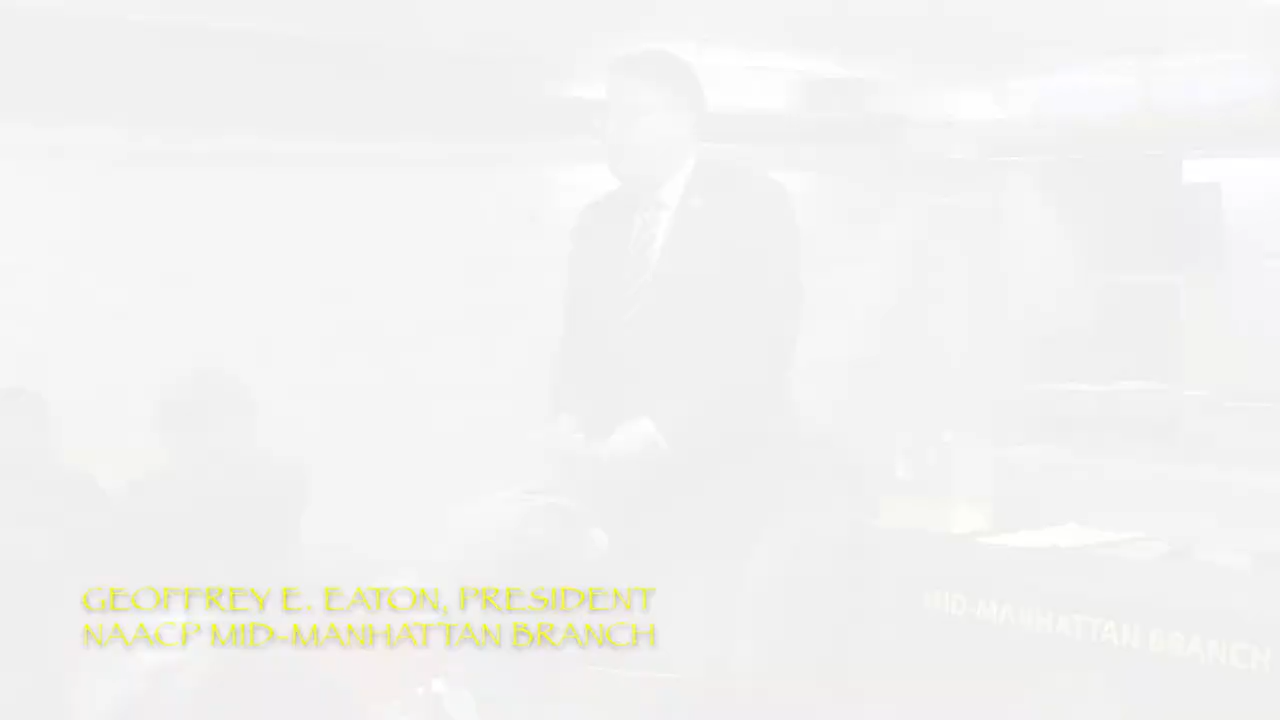 GEOFFREY E. EATON, PRESIDENT
NAACP MID-MANHATTAN BRANCH
MID-MANHATTAN BRANCH